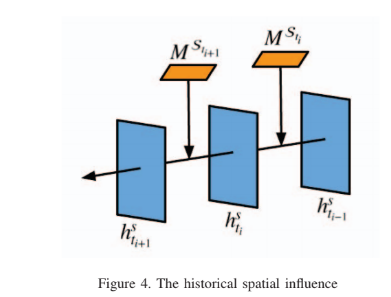 M^{S_{t_{i+1}}} M^{S_{t_i}}
h^s_{t_{i+1}} h^s_{t_i} h^s_{t_{i-1}}
Figure 4. The historical spatial influence